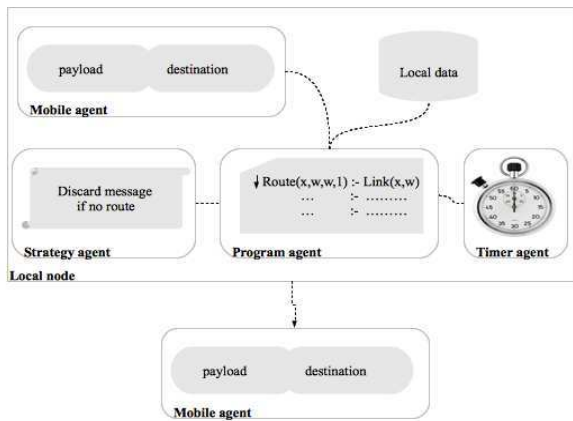 payload destination
Mobile agent
Local data
Discard message
if no route
Strategy agent
↓ Route(x,w,w,1) :- Link(x,w)
... :- .........
... :- .........
Program agent
Timer agent
Local node
payload destination
Mobile agent